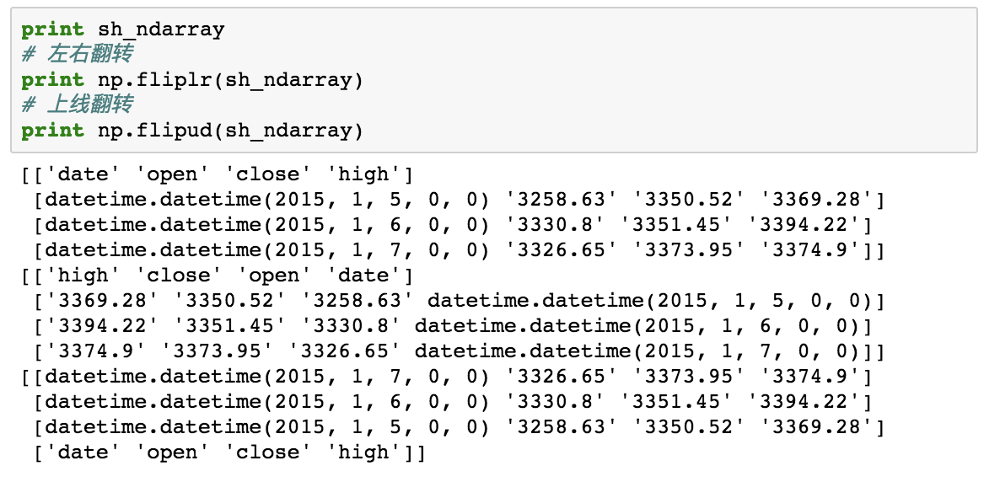 print sh_ndarray
# 左右翻转
print np.fliplr(sh_ndarray)
# 上线翻转
print np.flipud(sh_ndarray)
[['date' 'open' 'close' 'high']
 [datetime.datetime(2015, 1, 5, 0, 0) '3258.63' '3350.52' '3369.28']
 [datetime.datetime(2015, 1, 6, 0, 0) '3330.8' '3351.45' '3394.22']
 [datetime.datetime(2015, 1, 7, 0, 0) '3326.65' '3373.95' '3374.9']]
[['high' 'close' 'open' 'date']
 ['3369.28' '3350.52' '3258.63' datetime.datetime(2015, 1, 5, 0, 0)]
 ['3394.22' '3351.45' '3330.8' datetime.datetime(2015, 1, 6, 0, 0)]
 ['3374.9' '3373.95' '3326.65' datetime.datetime(2015, 1, 7, 0, 0)]]
[[datetime.datetime(2015, 1, 7, 0, 0) '3326.65' '3373.95' '3374.9']
 [datetime.datetime(2015, 1, 6, 0, 0) '3330.8' '3351.45' '3394.22']
 [datetime.datetime(2015, 1, 5, 0, 0) '3258.63' '3350.52' '3369.28']
 ['date' 'open' 'close' 'high']]